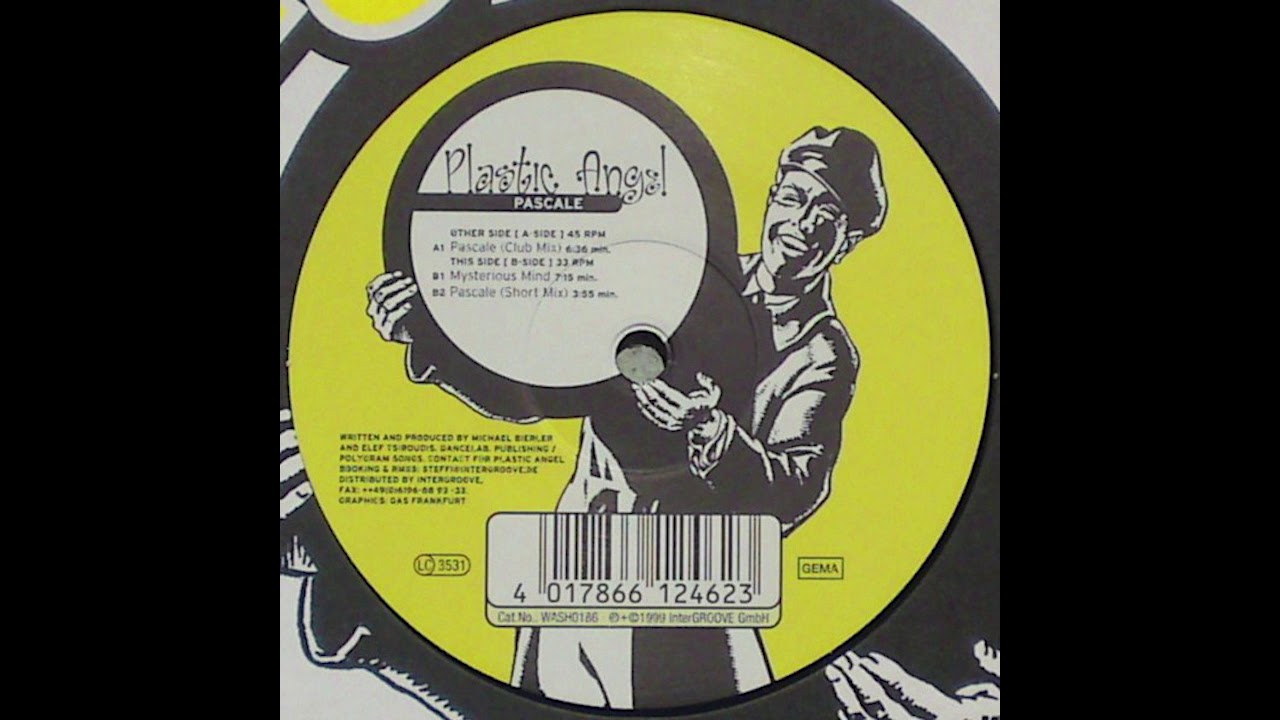 Plastic Angel
PASCALE
OTHER SIDE [ A-SIDE ] 45 RPM
A1 Pascale (Club Mix) 6:36 min.
THIS SIDE [ B-SIDE ] 33 RPM
B1 Mysterious Mind 7:15 min.
B2 Pascale (Short Mix) 3:55 min.
WRITTEN AND PRODUCED BY MICHAEL BIERLER
AND ELEF TSIROUDIS. DANCELAB. PUBLISHING /
POLYGRAM SONGS. CONTACT FOR PLASTIC ANGEL
BOOKING & RMXS: STEFFI@INTERGROOVE.DE
DISTRIBUTED BY INTERGROOVE,
FAX: ++49(0)6196-88 93 -33.
GRAPHICS: GAS FRANKFURT
LC 3531
GEMA
4 017866 124623
Cat.No.: WASH0186 ℗+©1999 InterGROOVE GmbH